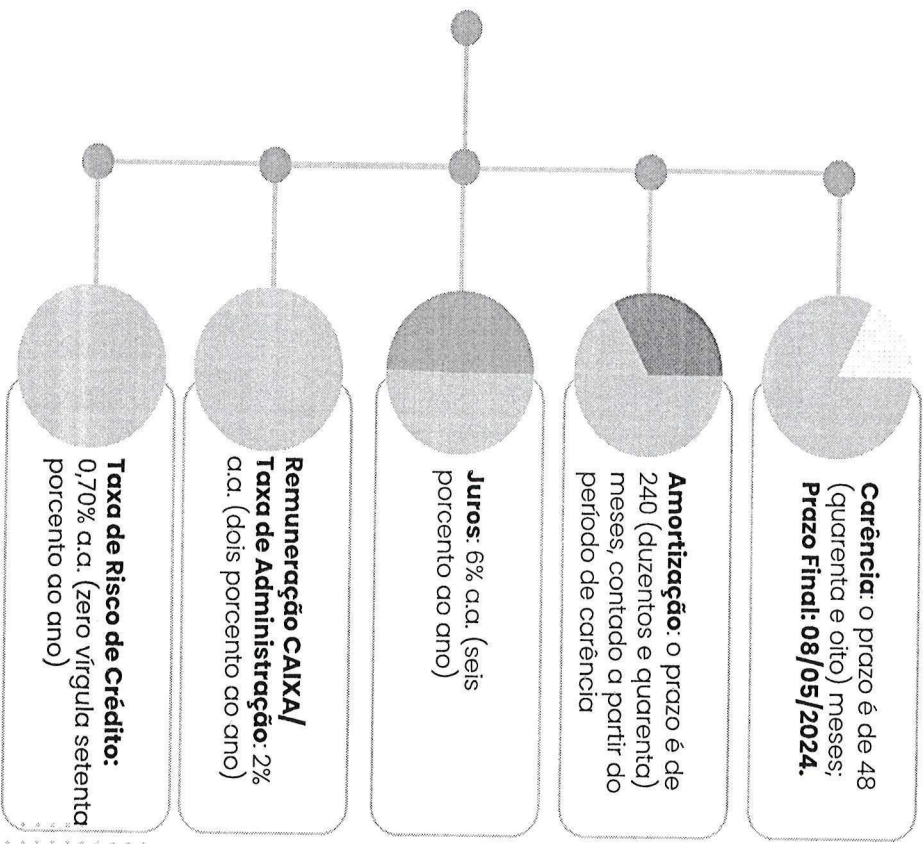 Carência: o prazo é de 48
(quarenta e oito) meses;
Prazo Final: 08/05/2024.
Amortização: o prazo é de
240 (duzentos e quarenta)
meses, contado a partir do
período de carência
Juros: 6% a.a. (seis
porcento ao ano)
Remuneração CAIXA/
Taxa de Administração: 2%
a.a. (dois porcento ao ano)
Taxa de Risco de Crédito:
0,70% a.a. (zero vírgula setenta
porcento ao ano)